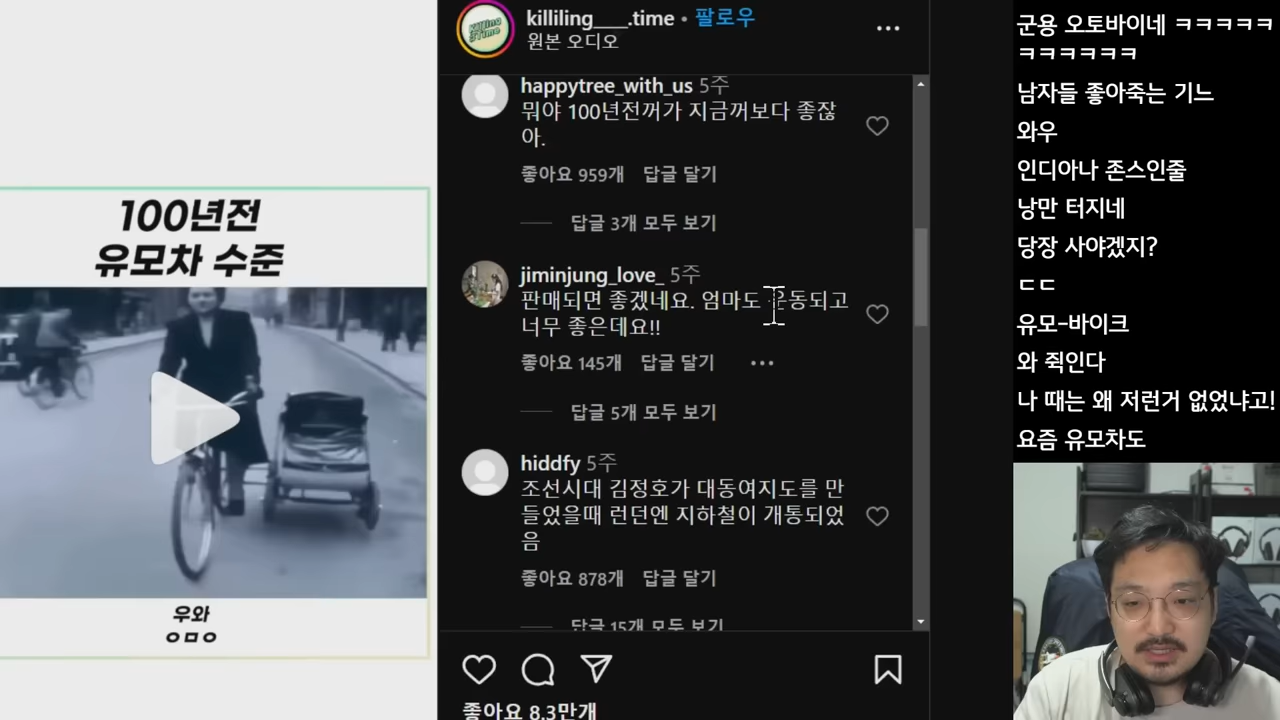 100년전
유모차 수준
우와
ㅇㅁㅇ
killiling___.time • 팔로우
원본 오디오
happytree_with_us 5주
뭐야 100년전꺼가 지금꺼보다 좋잖
아.
좋아요 959개 답글 달기
답글 3개 모두 보기
jiminjung_love_ 5주
판매되면 좋겠네요. 엄마도 운동되고
너무 좋은데요!!
좋아요 145개 답글 달기
답글 5개 모두 보기
hiddfy 5주
조선시대 김정호가 대동여지도를 만
들었을때 런던엔 지하철이 개통되었
음
좋아요 878개 답글 달기
답글 15개 모두 보기
좋아요 8.3만개
군용 오토바이네 ㅋㅋㅋㅋㅋ
ㅋㅋㅋㅋㅋㅋ
남자들 좋아죽는 기느
와우
인디아나 존스인줄
낭만 터지네
당장 사야겠지?
ㄷㄷ
유모-바이크
와 쥑인다
나 때는 왜 저런거 없었냐고!
요즘 유모차도